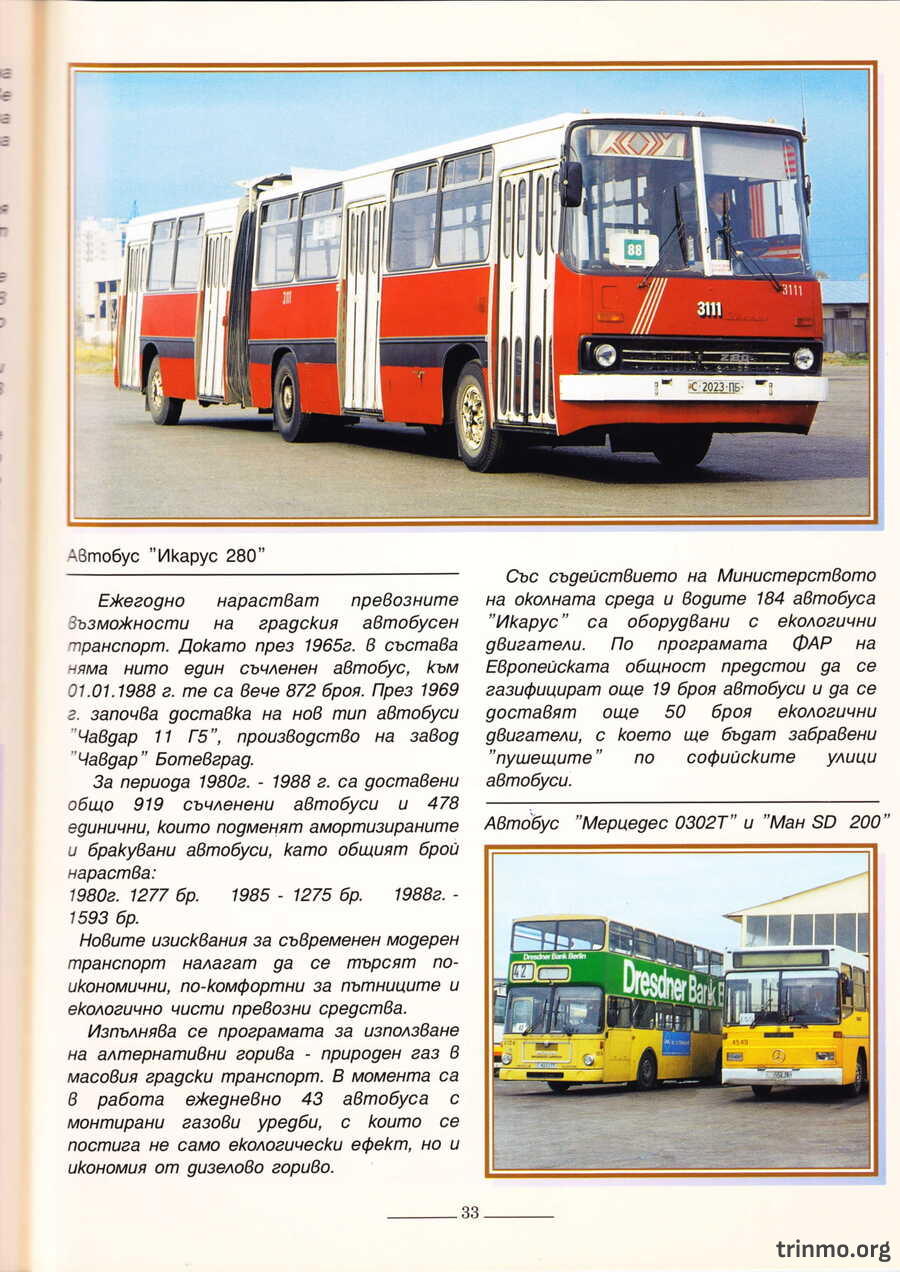 88
3111
3111
3111
280
С 2023 ПБ
Автобус "Икарус 280"
Ежегодно нарастват превозните
възможности на градския автобусен
транспорт. Докато през 1965г. в състава
няма нито един съчленен автобус, към
01.01.1988 г. те са вече 872 броя. През 1969
г. започва доставка на нов тип автобуси
"Чавдар 11 Г5", производство на завод
"Чавдар" Ботевград.
За периода 1980г. - 1988 г. са доставени
общо 919 съчленени автобуси и 478
единични, които подменят амортизираните
и бракувани автобуси, като общият брой
нараства:
1980г. 1277 бр. 1985 - 1275 бр. 1988г. -
1593 бр.
Новите изисквания за съвременен модерен
транспорт налагат да се търсят по-
икономични, по-комфортни за пътниците и
екологично чисти превозни средства.
Изпълнява се програмата за използване
на алтернативни горива - природен газ в
масовия градски транспорт. В момента са
в работа ежедневно 43 автобуса с
монтирани газови уредби, с които се
постига не само екологически ефект, но и
икономия от дизелово гориво.
Със съдействието на Министерството
на околната среда и водите 184 автобуса
"Икарус" са оборудвани с екологични
двигатели. По програмата ФАР на
Европейската общност предстои да се
газифицират още 19 броя автобуси и да се
доставят още 50 броя екологични
двигатели, с което ще бъдат забравени
"пушещите" по софийските улици
автобуси.
Автобус "Мерцедес 0302Т" и "Ман SD 200"
Dresdner Bank Berlin
42
Dresdner Bank B
33
trinmo.org